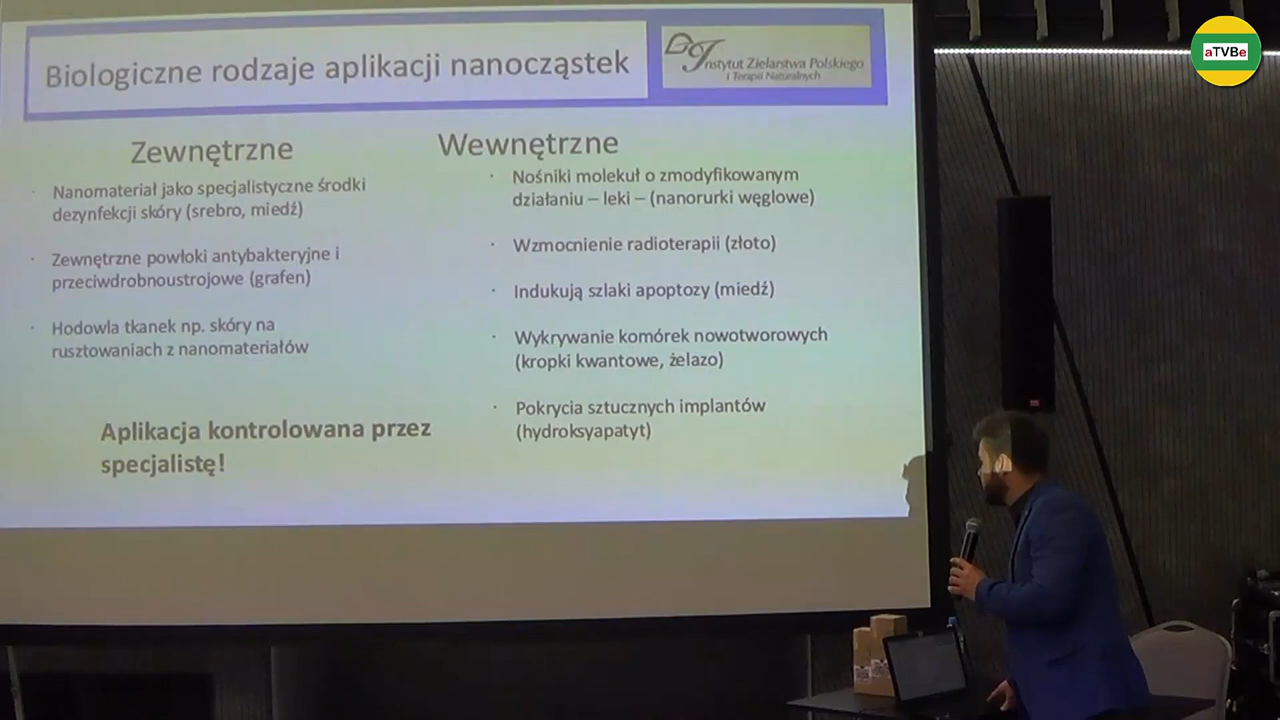 Biologiczne rodzaje aplikacji nanocząstek
Instytut Zielarstwa Polskiego
i Terapii Naturalnych
aTVBe
Zewnętrzne
Nanomateriał jako specjalistyczne środki
dezynfekcji skóry (srebro, miedź)
Zewnętrzne powłoki antybakteryjne i
przeciwdrobnoustrojowe (grafen)
Hodowla tkanek np. skóry na
rusztowaniach z nanomateriałów
Aplikacja kontrolowana przez
specjalistę!
Wewnętrzne
Nośniki molekuł o zmodyfikowanym
działaniu – leki – (nanorurki węglowe)
Wzmocnienie radioterapii (złoto)
Indukują szlaki apoptozy (miedź)
Wykrywanie komórek nowotworowych
(kropki kwantowe, żelazo)
Pokrycia sztucznych implantów
(hydroksyapatyt)